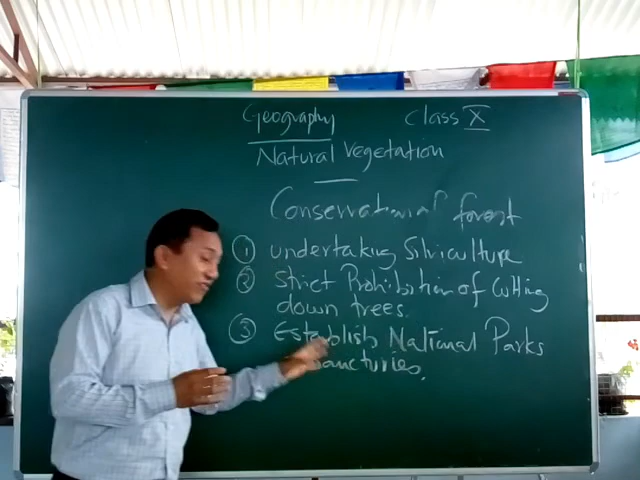 Geography Class X
Natural Vegetation
Conservation of forest
① undertaking Silviculture
② Strict Prohibition of Cutting
down trees.
③ Establish National Parks
Sancturies.